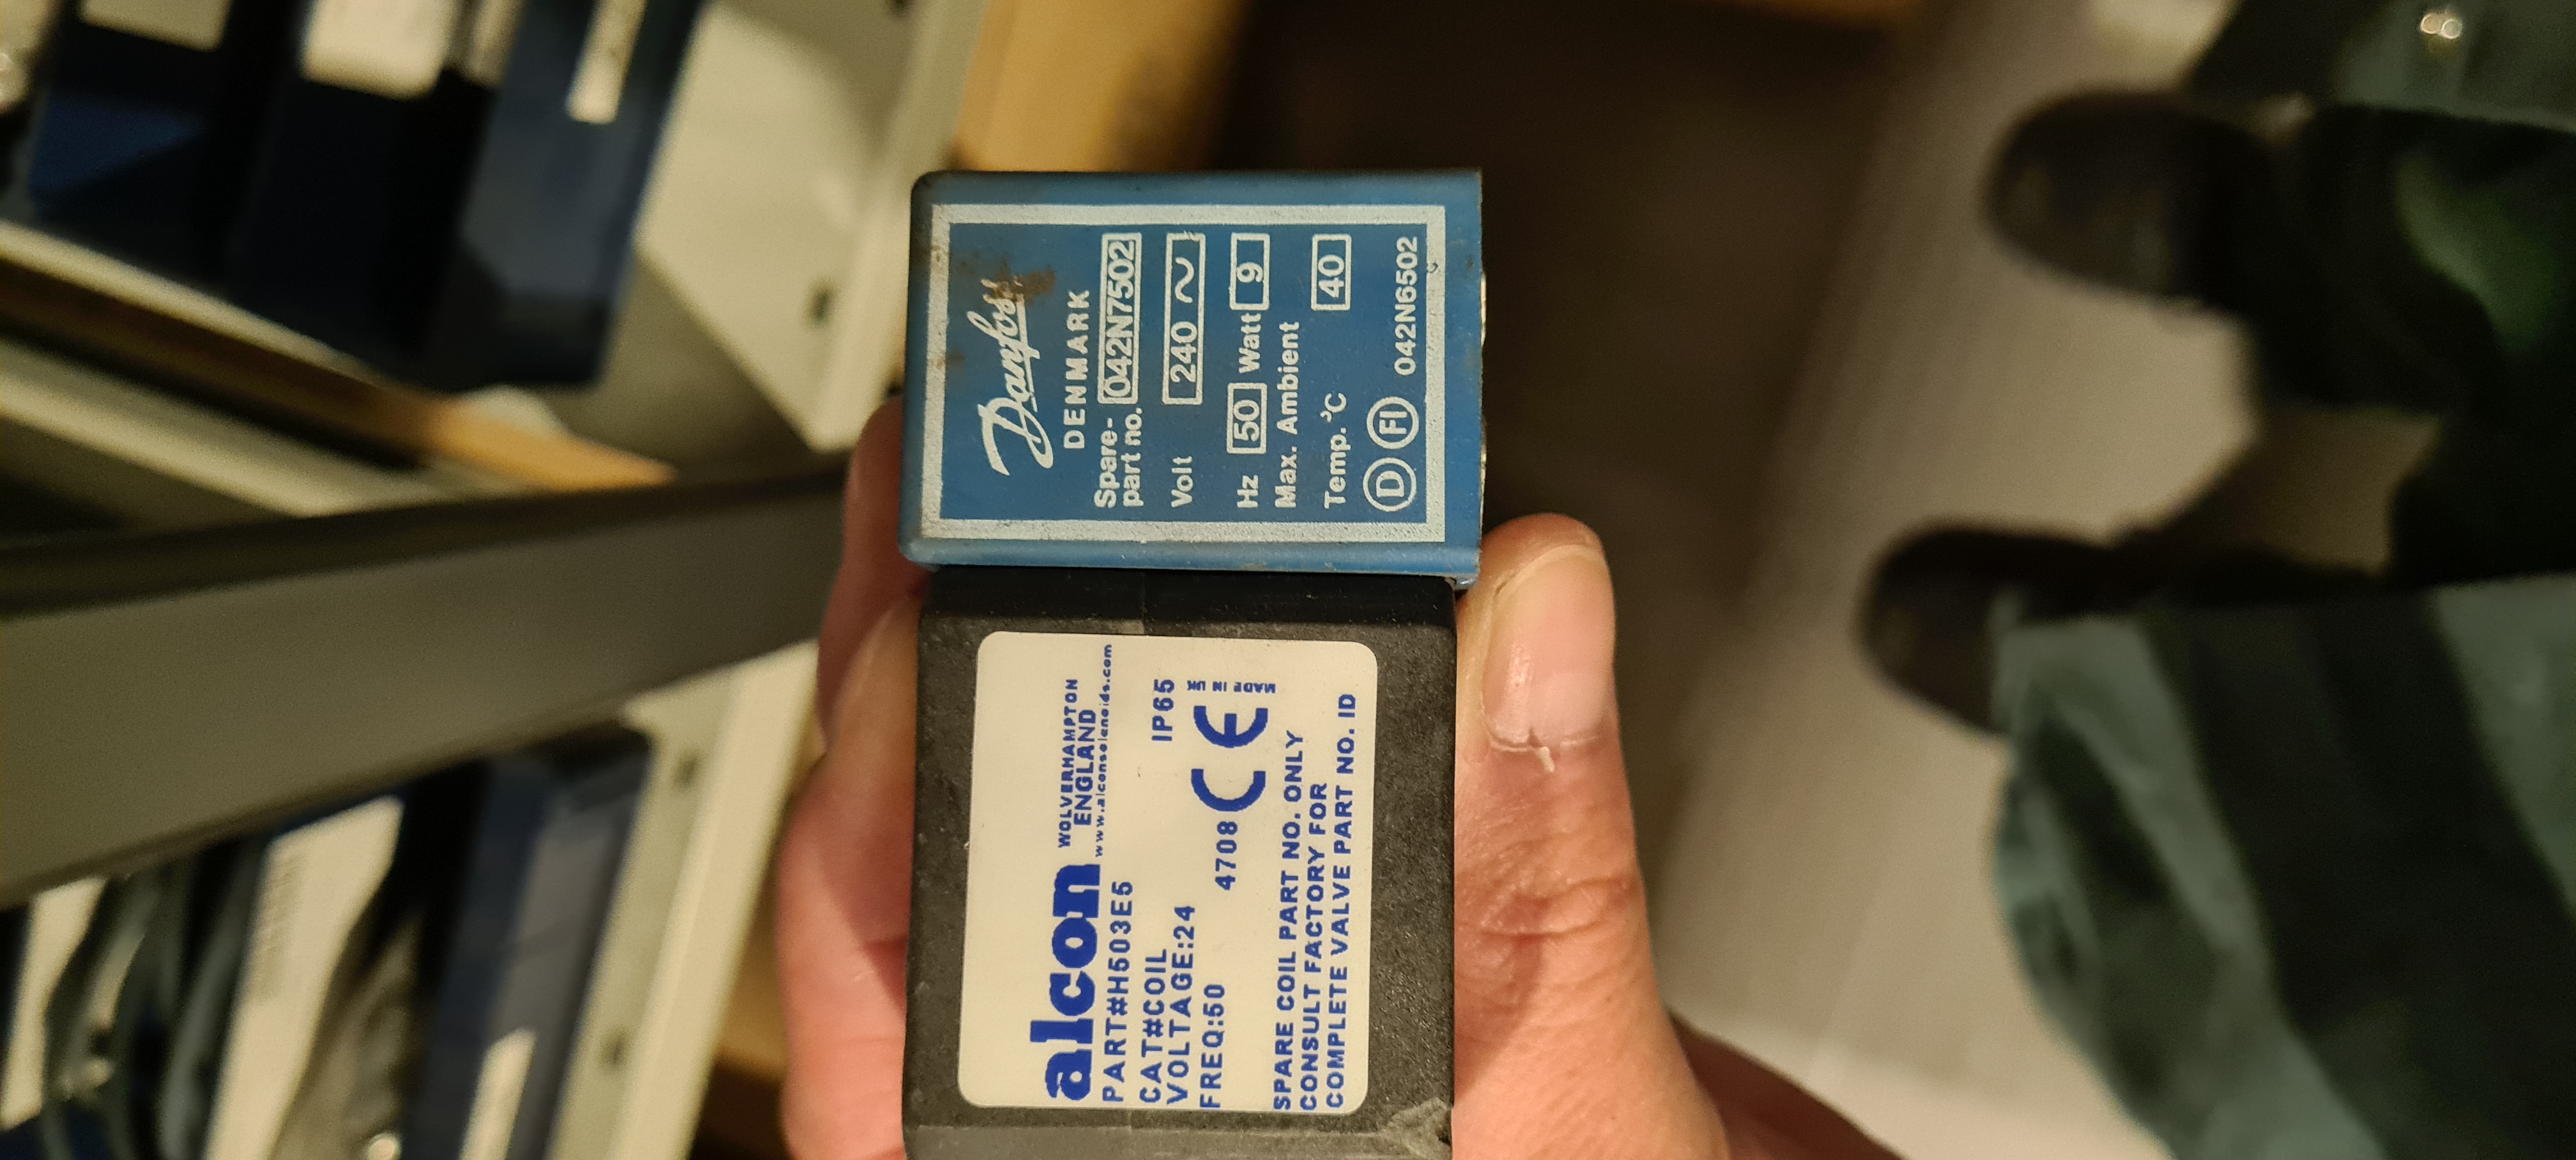 Danfoss
DENMARK
Spare-
part no. 042N7502
Volt 240 ~
Hz 50 Watt 9
Max. Ambient
Temp. °C 40
D FI 042N6502
alcon WOLVERHAMPTON
ENGLAND
www.alconsolenoids.com
PART#H503E5
CAT#COIL IP65
VOLTAGE:24
FREQ:50 4708 CE MADE IN UK
SPARE COIL PART NO. ONLY
CONSULT FACTORY FOR
COMPLETE VALVE PART NO. ID